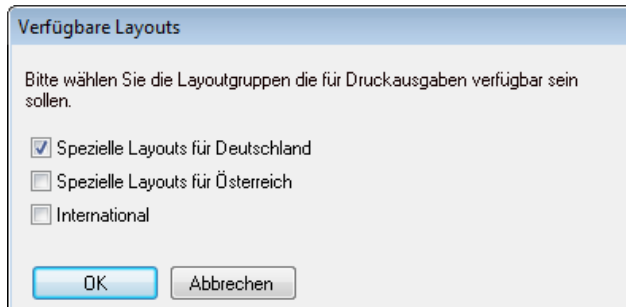 Verfügbare Layouts
Bitte wählen Sie die Layoutgruppen die für Druckausgaben verfügbar sein
sollen.
Spezielle Layouts für Deutschland
Spezielle Layouts für Österreich
International
OK
Abbrechen